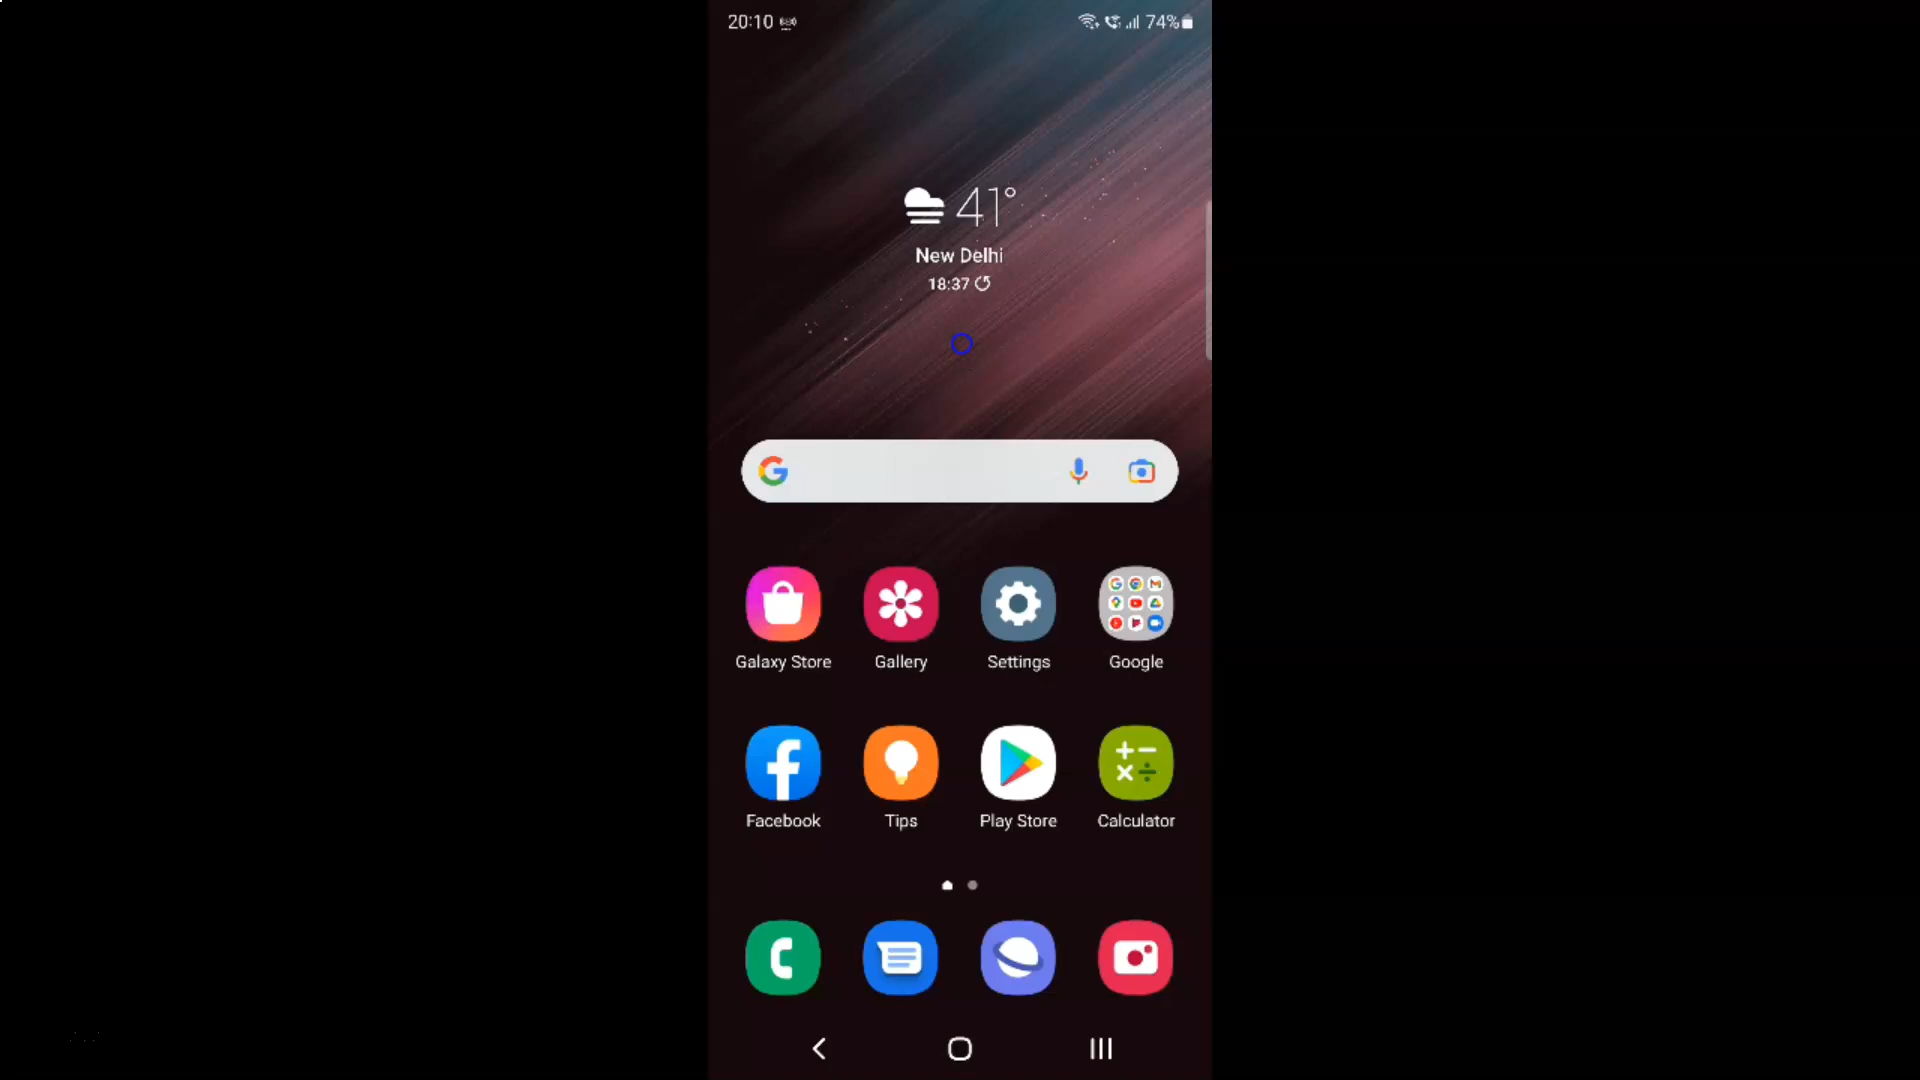 20:10 74%
41°
New Delhi
18:37
Galaxy Store Gallery Settings Google
Facebook Tips Play Store Calculator